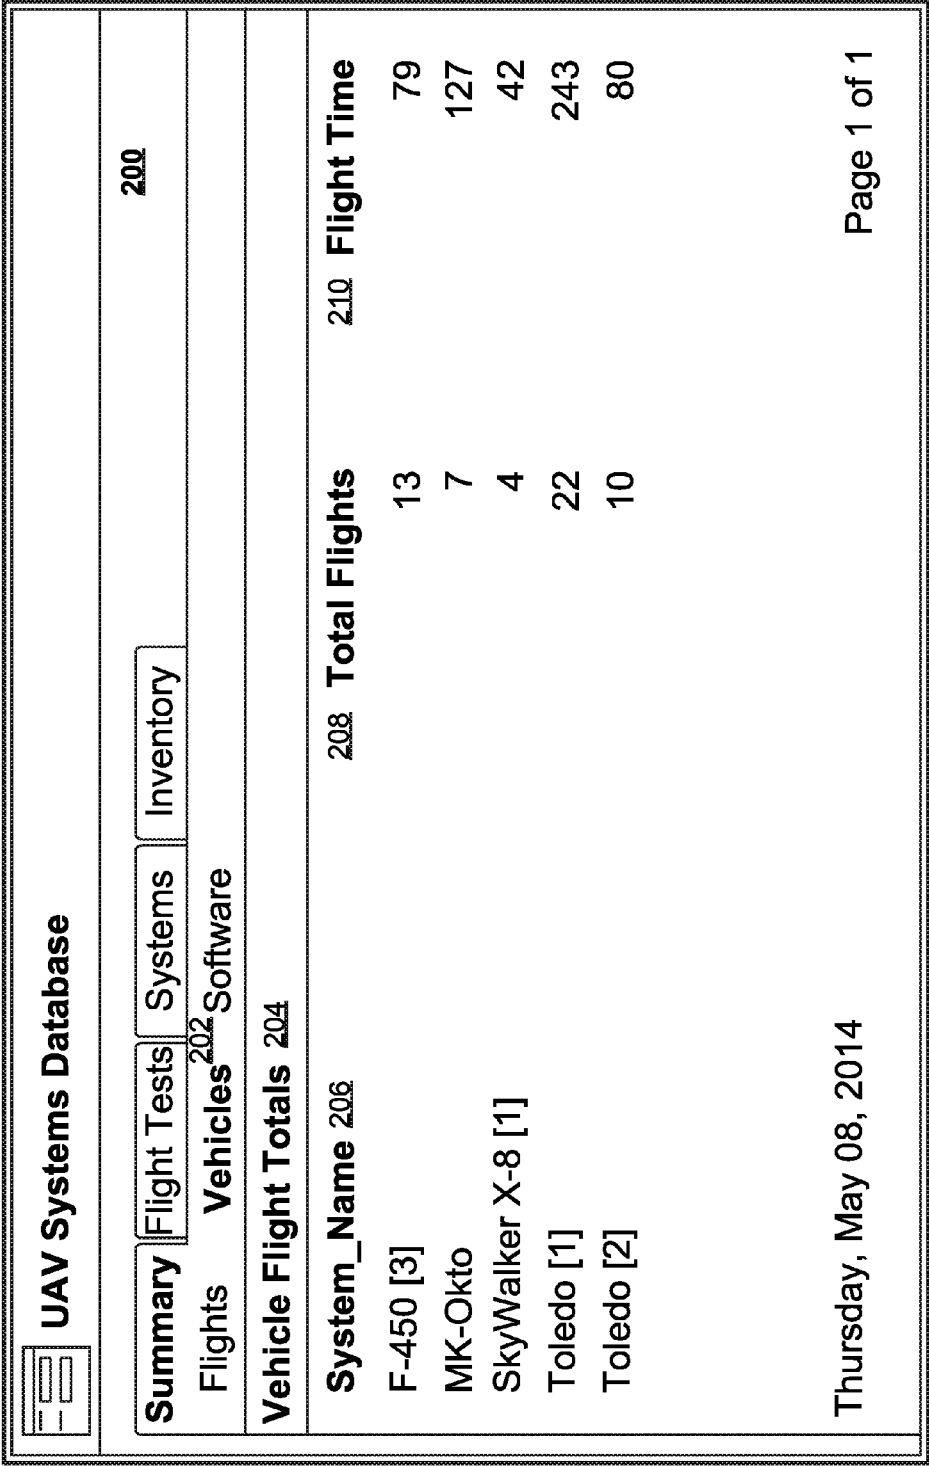 UAV Systems Database
200
Summary Flight Tests Systems Inventory
Flights Vehicles 202 Software
Vehicle Flight Totals 204
System_Name 206 208 Total Flights 210 Flight Time
F-450 [3] 13 79
MK-Okto 7 127
SkyWalker X-8 [1] 4 42
Toledo [1] 22 243
Toledo [2] 10 80
Thursday, May 08, 2014 Page 1 of 1